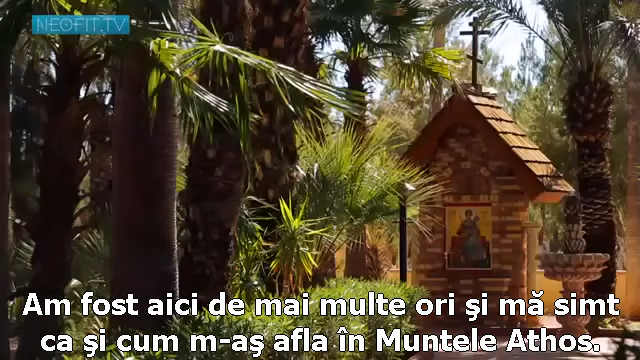 NEOFIT.TV
Am fost aici de mai multe ori şi mă simt
ca şi cum m-aş afla în Muntele Athos.